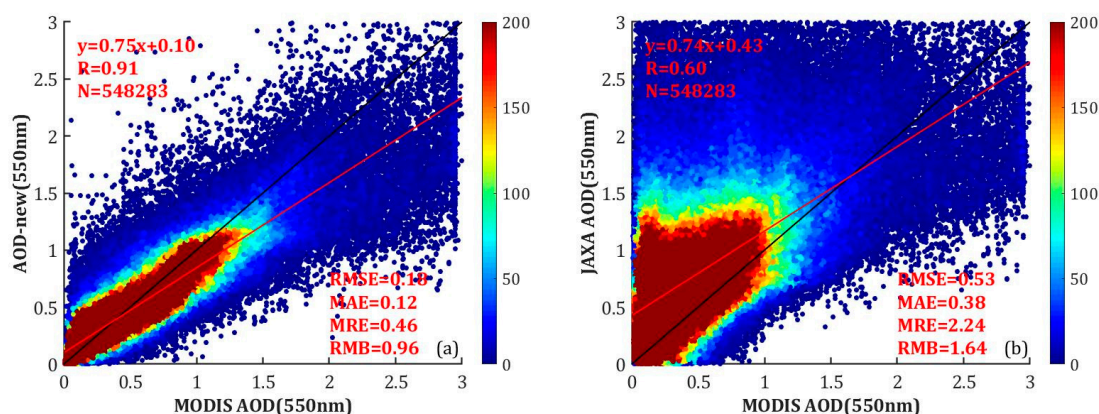 y=0.75x+0.10
R=0.91
N=548283
RMSE=0.18
MAE=0.12
MRE=0.46
RMB=0.96
(a)
AOD-new(550nm)
3
2.5
2
1.5
1
0.5
0
0
0.5
1
1.5
2
2.5
3
MODIS AOD(550nm)
200
150
100
50
0
y=0.74x+0.43
R=0.60
N=548283
RMSE=0.53
MAE=0.38
MRE=2.24
RMB=1.64
(b)
JAXA AOD(550nm)
3
2.5
2
1.5
1
0.5
0
0
0.5
1
1.5
2
2.5
3
MODIS AOD(550nm)
200
150
100
50
0